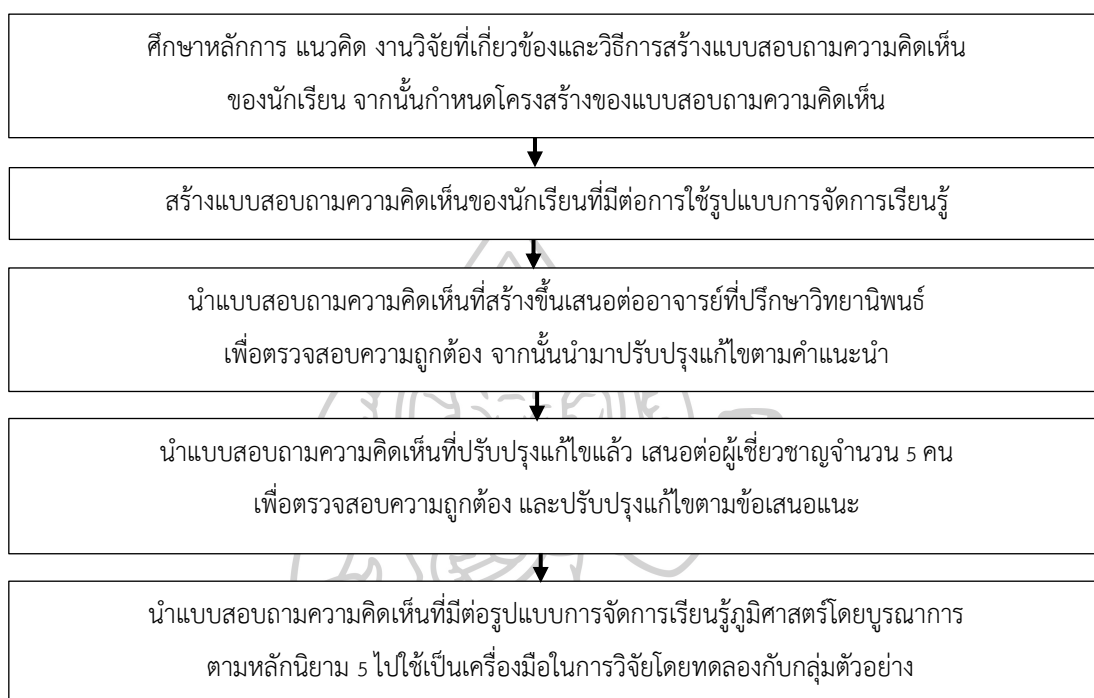 ศึกษาหลักการ แนวคิด งานวิจัยที่เกี่ยวข้องและวิธีการสร้างแบบสอบถามความคิดเห็น
ของนักเรียน จากนั้นกำหนดโครงสร้างของแบบสอบถามความคิดเห็น
สร้างแบบสอบถามความคิดเห็นของนักเรียนที่มีต่อการใช้รูปแบบการจัดการเรียนรู้
นำแบบสอบถามความคิดเห็นที่สร้างขึ้นเสนอต่ออาจารย์ที่ปรึกษาวิทยานิพนธ์
เพื่อตรวจสอบความถูกต้อง จากนั้นนำมาปรับปรุงแก้ไขตามคำแนะนำ
นำแบบสอบถามความคิดเห็นที่ปรับปรุงแก้ไขแล้ว เสนอต่อผู้เชี่ยวชาญจำนวน 5 คน
เพื่อตรวจสอบความถูกต้อง และปรับปรุงแก้ไขตามข้อเสนอแนะ
นำแบบสอบถามความคิดเห็นที่มีต่อรูปแบบการจัดการเรียนรู้ภูมิศาสตร์โดยบูรณาการ
ตามหลักนิยาม 5 ไปใช้เป็นเครื่องมือในการวิจัยโดยทดลองกับกลุ่มตัวอย่าง